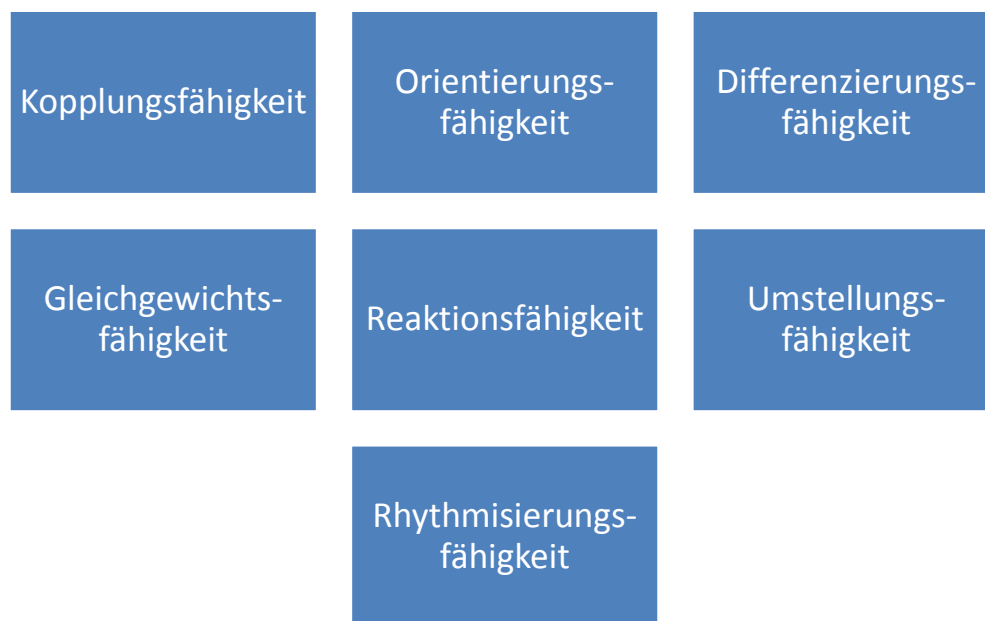 Kopplungsfähigkeit
Orientierungs-
fähigkeit
Differenzierungs-
fähigkeit
Gleichgewichts-
fähigkeit
Reaktionsfähigkeit
Umstellungs-
fähigkeit
Rhythmisierungs-
fähigkeit